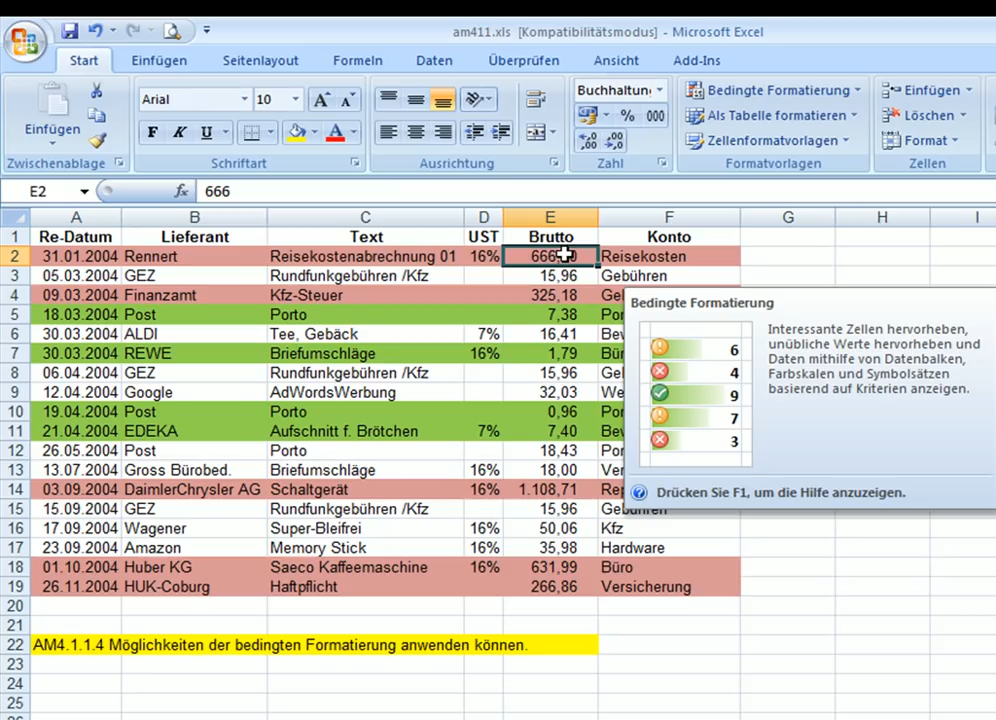 am411.xls [Kompatibilitätsmodus] - Microsoft Excel
Start Einfügen Seitenlayout Formeln Daten Überprüfen Ansicht Add-Ins
Arial 10 Buchhaltung Bedingte Formatierung Einfügen
Einfügen F K U A % 000 Als Tabelle formatieren Löschen
Zellenformatvorlagen Format
Zwischenablage Schriftart Ausrichtung Zahl Formatvorlagen Zellen
E2 fx 666
A B C D E F G H I
1 Re-Datum Lieferant Text UST Brutto Konto
2 31.01.2004 Rennert Reisekostenabrechnung 01 16% Reisekosten
3 05.03.2004 GEZ Rundfunkgebühren /Kfz 15,96 Gebühren
4 09.03.2004 Finanzamt Kfz-Steuer 325,18
5 18.03.2004 Post Porto 7,38
6 30.03.2004 ALDI Tee, Gebäck 7% 16,41
7 30.03.2004 REWE Briefumschläge 16% 1,79
8 06.04.2004 GEZ Rundfunkgebühren /Kfz 15,96
9 12.04.2004 Google AdWordsWerbung 32,03
10 19.04.2004 Post Porto 0,96
11 21.04.2004 EDEKA Aufschnitt f. Brötchen 7% 7,40
12 26.05.2004 Post Porto 18,43
13 13.07.2004 Gross Bürobed. Briefumschläge 16% 18,00
14 03.09.2004 DaimlerChrysler AG Schaltgerät 16% 1.108,71
15 15.09.2004 GEZ Rundfunkgebühren /Kfz 15,96 Gebühren
16 17.09.2004 Wagener Super-Bleifrei 16% 50,06 Kfz
17 23.09.2004 Amazon Memory Stick 16% 35,98 Hardware
18 01.10.2004 Huber KG Saeco Kaffeemaschine 16% 631,99 Büro
19 26.11.2004 HUK-Coburg Haftpflicht 266,86 Versicherung
20
21
22 AM4.1.1.4 Möglichkeiten der bedingten Formatierung anwenden können.
23
24
25
Bedingte Formatierung
6
4
9
7
3
Interessante Zellen hervorheben,
unübliche Werte hervorheben und
Daten mithilfe von Datenbalken,
Farbskalen und Symbolsätzen
basierend auf Kriterien anzeigen.
Drücken Sie F1, um die Hilfe anzuzeigen.